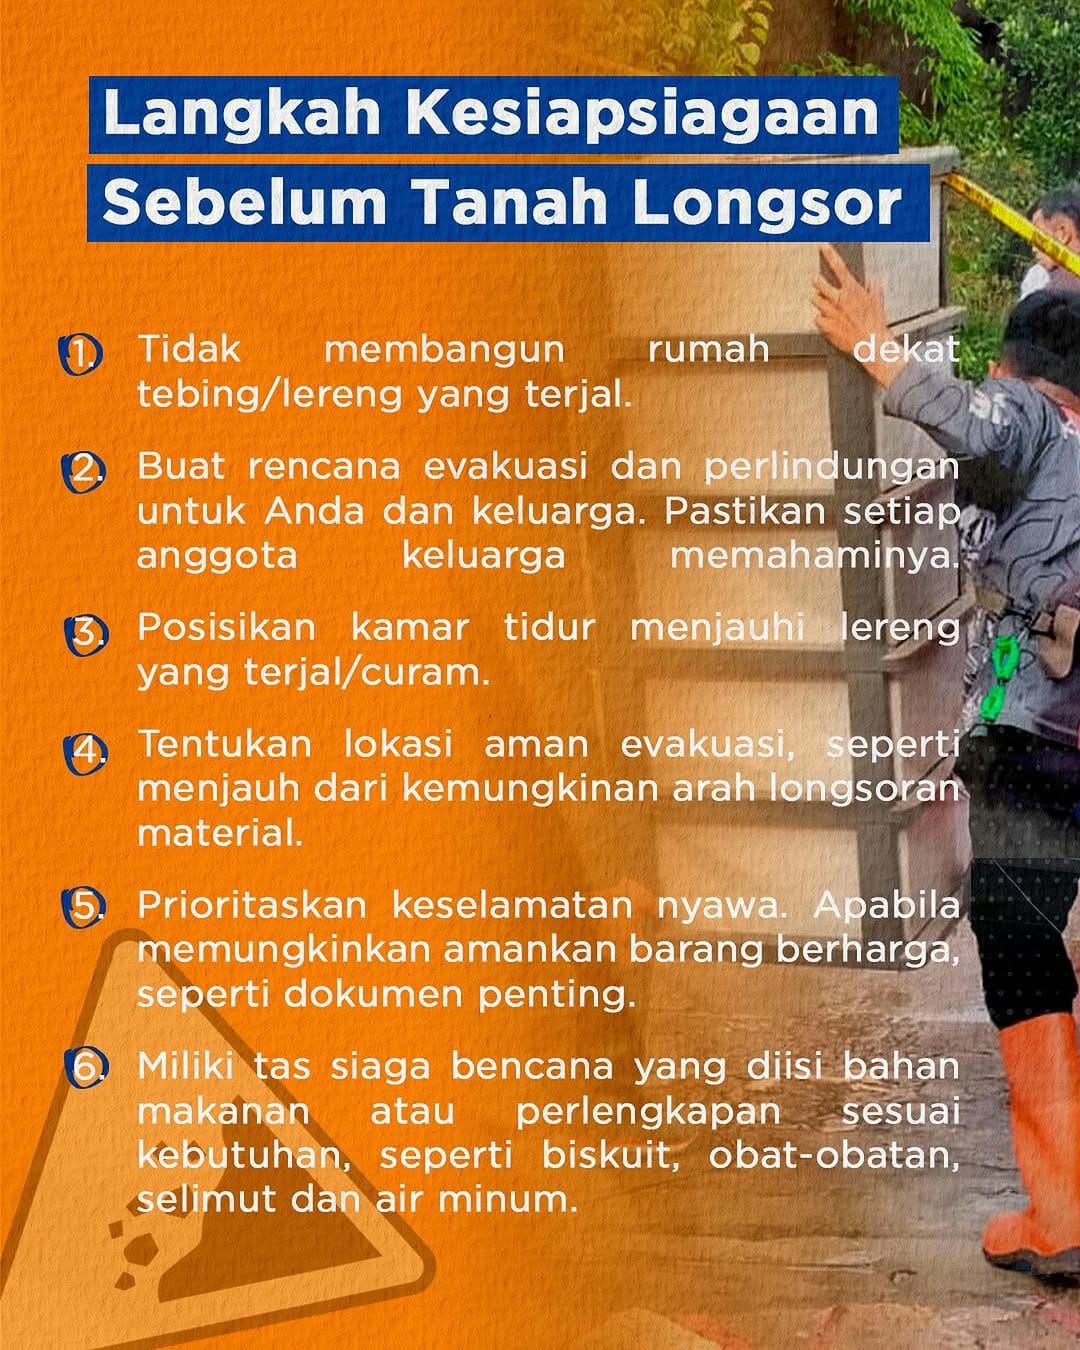 Langkah Kesiapsiagaan
Sebelum Tanah Longsor
1. Tidak membangun rumah dekat
tebing/lereng yang terjal.
2. Buat rencana evakuasi dan perlindungan
untuk Anda dan keluarga. Pastikan setiap
anggota keluarga memahaminya.
3. Posisikan kamar tidur menjauhi lereng
yang terjal/curam.
4. Tentukan lokasi aman evakuasi, seperti
menjauh dari kemungkinan arah longsoran
material.
5. Prioritaskan keselamatan nyawa. Apabila
memungkinkan amankan barang berharga,
seperti dokumen penting.
6. Miliki tas siaga bencana yang diisi bahan
makanan atau perlengkapan sesuai
kebutuhan, seperti biskuit, obat-obatan,
selimut dan air minum.